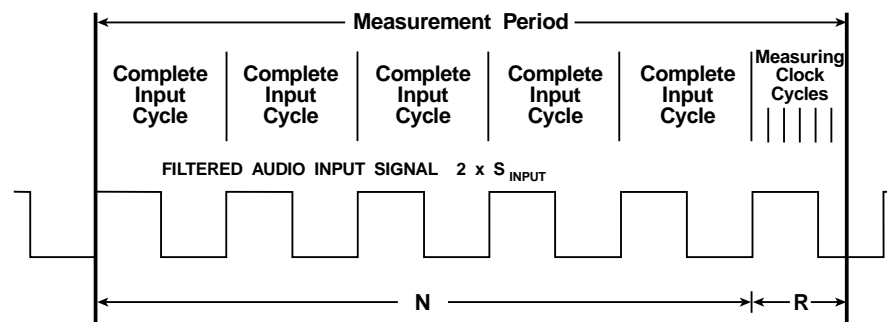 Measurement Period
Complete Input Cycle
Complete Input Cycle
Complete Input Cycle
Complete Input Cycle
Complete Input Cycle
Measuring Clock Cycles
FILTERED AUDIO INPUT SIGNAL 2 x S INPUT
N
R